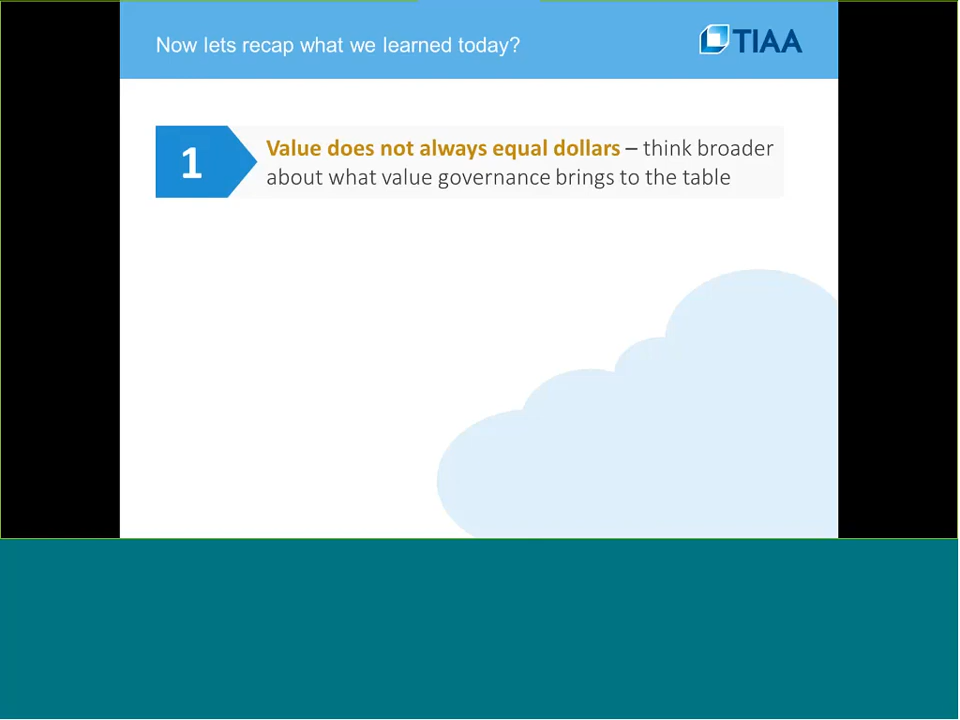 Now lets recap what we learned today?
TIAA
1
Value does not always equal dollars – think broader
about what value governance brings to the table